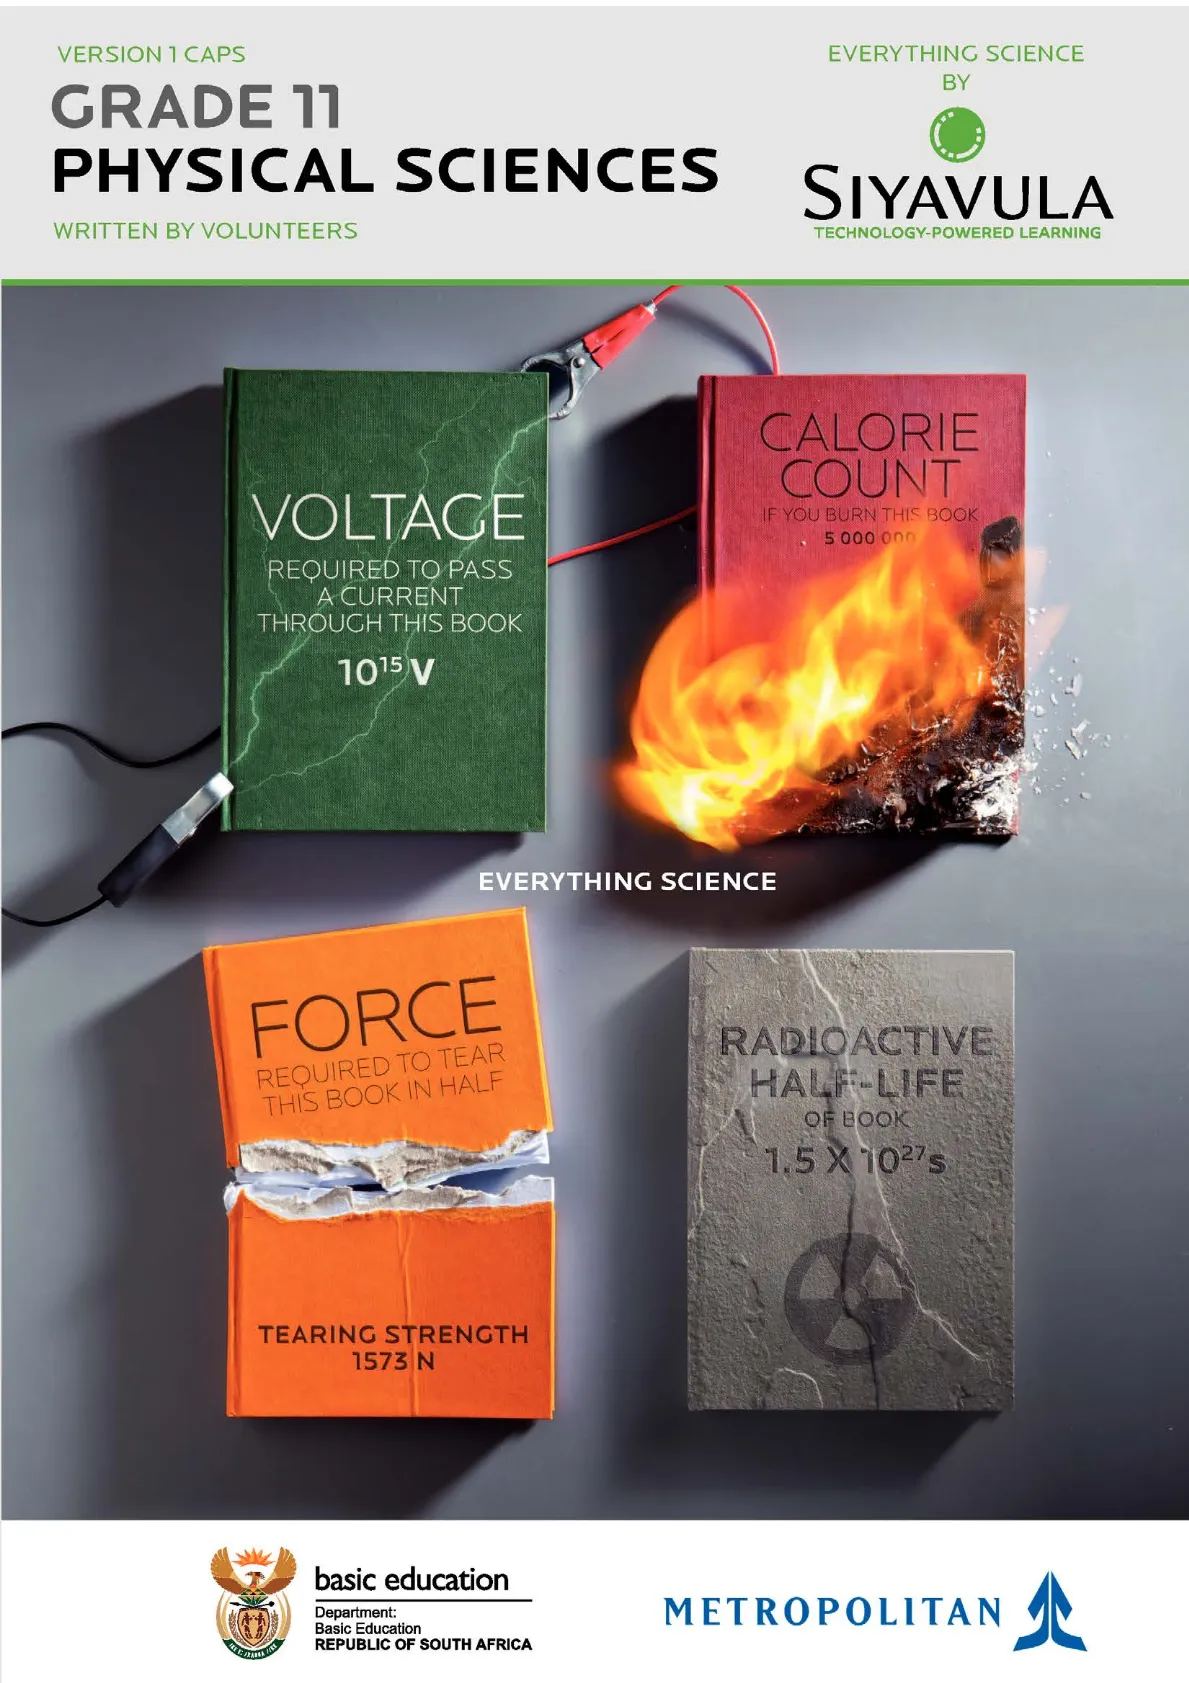 VERSION 1 CAPS
GRADE 11
PHYSICAL SCIENCES
WRITTEN BY VOLUNTEERS
EVERYTHING SCIENCE
BY
SIYAVULA
TECHNOLOGY-POWERED LEARNING
VOLTAGE
REQUIRED TO PASS
A CURRENT
THROUGH THIS BOOK
10¹⁵ V
CALORIE
COUNT
IF YOU BURN THIS BOOK
5 000 000
EVERYTHING SCIENCE
FORCE
REQUIRED TO TEAR
THIS BOOK IN HALF
TEARING STRENGTH
1573 N
RADIOACTIVE
HALF-LIFE
OF BOOK
1.5 X 10²⁷s
basic education
Department:
Basic Education
REPUBLIC OF SOUTH AFRICA
METROPOLITAN